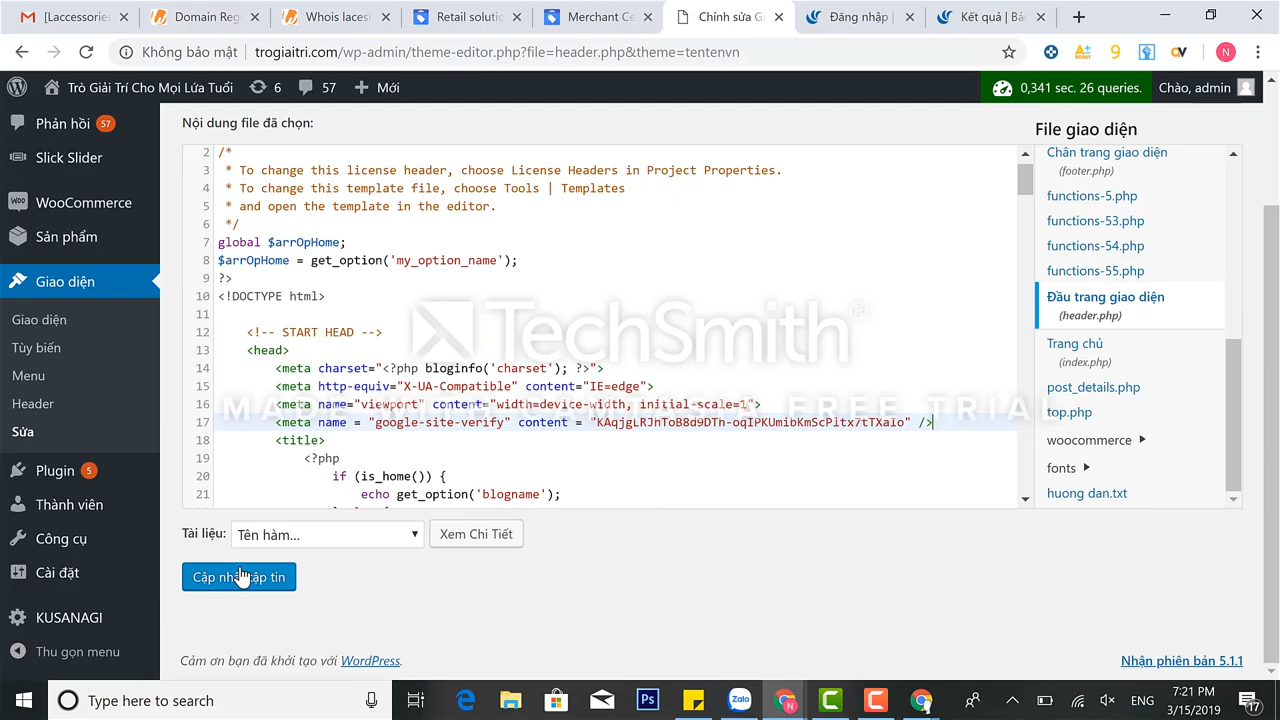 [Laccessories
Domain Reg
Whois lacesi
Retail solutio
Merchant Ce
Chỉnh sửa G
Đăng nhập |
Kết quả | Bảo
Không bảo mật
trogiaitri.com/wp-admin/theme-editor.php?file=header.php&theme=tentenvn
Trò Giải Trí Cho Mọi Lứa Tuổi
6
57
Mới
0,341 sec. 26 queries.
Chào, admin
Phản hồi 57
Slick Slider
WooCommerce
Sản phẩm
Giao diện
Giao diện
Tùy biến
Menu
Header
Sửa
Plugin 5
Thành viên
Công cụ
Cài đặt
KUSANAGI
Thu gọn menu
Nội dung file đã chọn:
2 /*
3 * To change this license header, choose License Headers in Project Properties.
4 * To change this template file, choose Tools | Templates
5 * and open the template in the editor.
6 */
7 global $arrOpHome;
8 $arrOpHome = get_option('my_option_name');
9 ?>
10 <!DOCTYPE html>
11
12 <!-- START HEAD -->
13 <head>
14 <meta charset="<?php bloginfo('charset'); ?>">
15 <meta http-equiv="X-UA-Compatible" content="IE=edge">
16 <meta name="viewport" content="width=device-width, initial-scale=1">
17 <meta name = "google-site-verify" content = "KAqjgLRJhToB8d9DTh-oqIPKUmibKmScPltx7tTXaIo" />
18 <title>
19 <?php
20 if (is_home()) {
21 echo get_option('blogname');
TechSmith
MADE WITH CAMTASIA FREE TRIAL
File giao diện
Chân trang giao diện
(footer.php)
functions-5.php
functions-53.php
functions-54.php
functions-55.php
Đầu trang giao diện
(header.php)
Trang chủ
(index.php)
post_details.php
top.php
woocommerce
fonts
huong dan.txt
Tài liệu:
Tên hàm...
Xem Chi Tiết
Cập nhật tập tin
Cảm ơn bạn đã khởi tạo với WordPress.
Nhận phiên bản 5.1.1
Type here to search
ENG
7:21 PM
3/15/2019
17